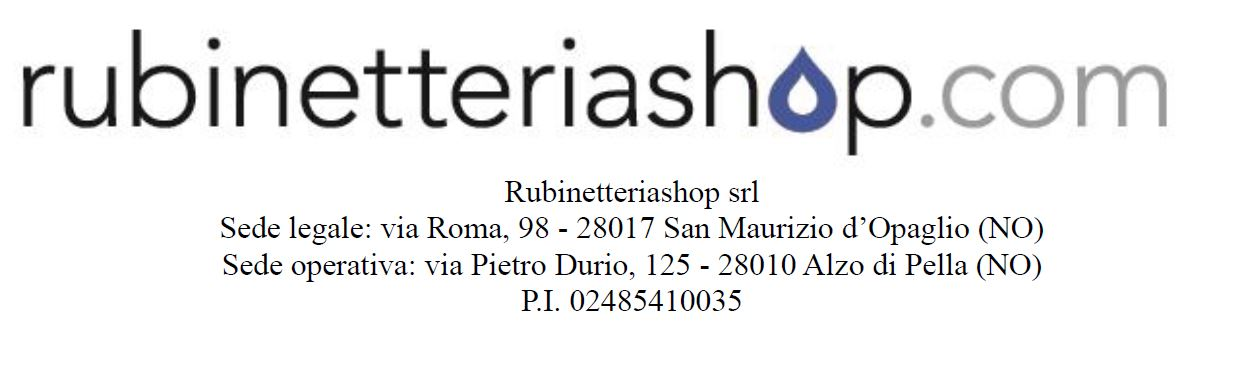 rubinetteriashop.com
Rubinetteriashop srl
Sede legale: via Roma, 98 - 28017 San Maurizio d’Opaglio (NO)
Sede operativa: via Pietro Durio, 125 - 28010 Alzo di Pella (NO)
P.I. 02485410035